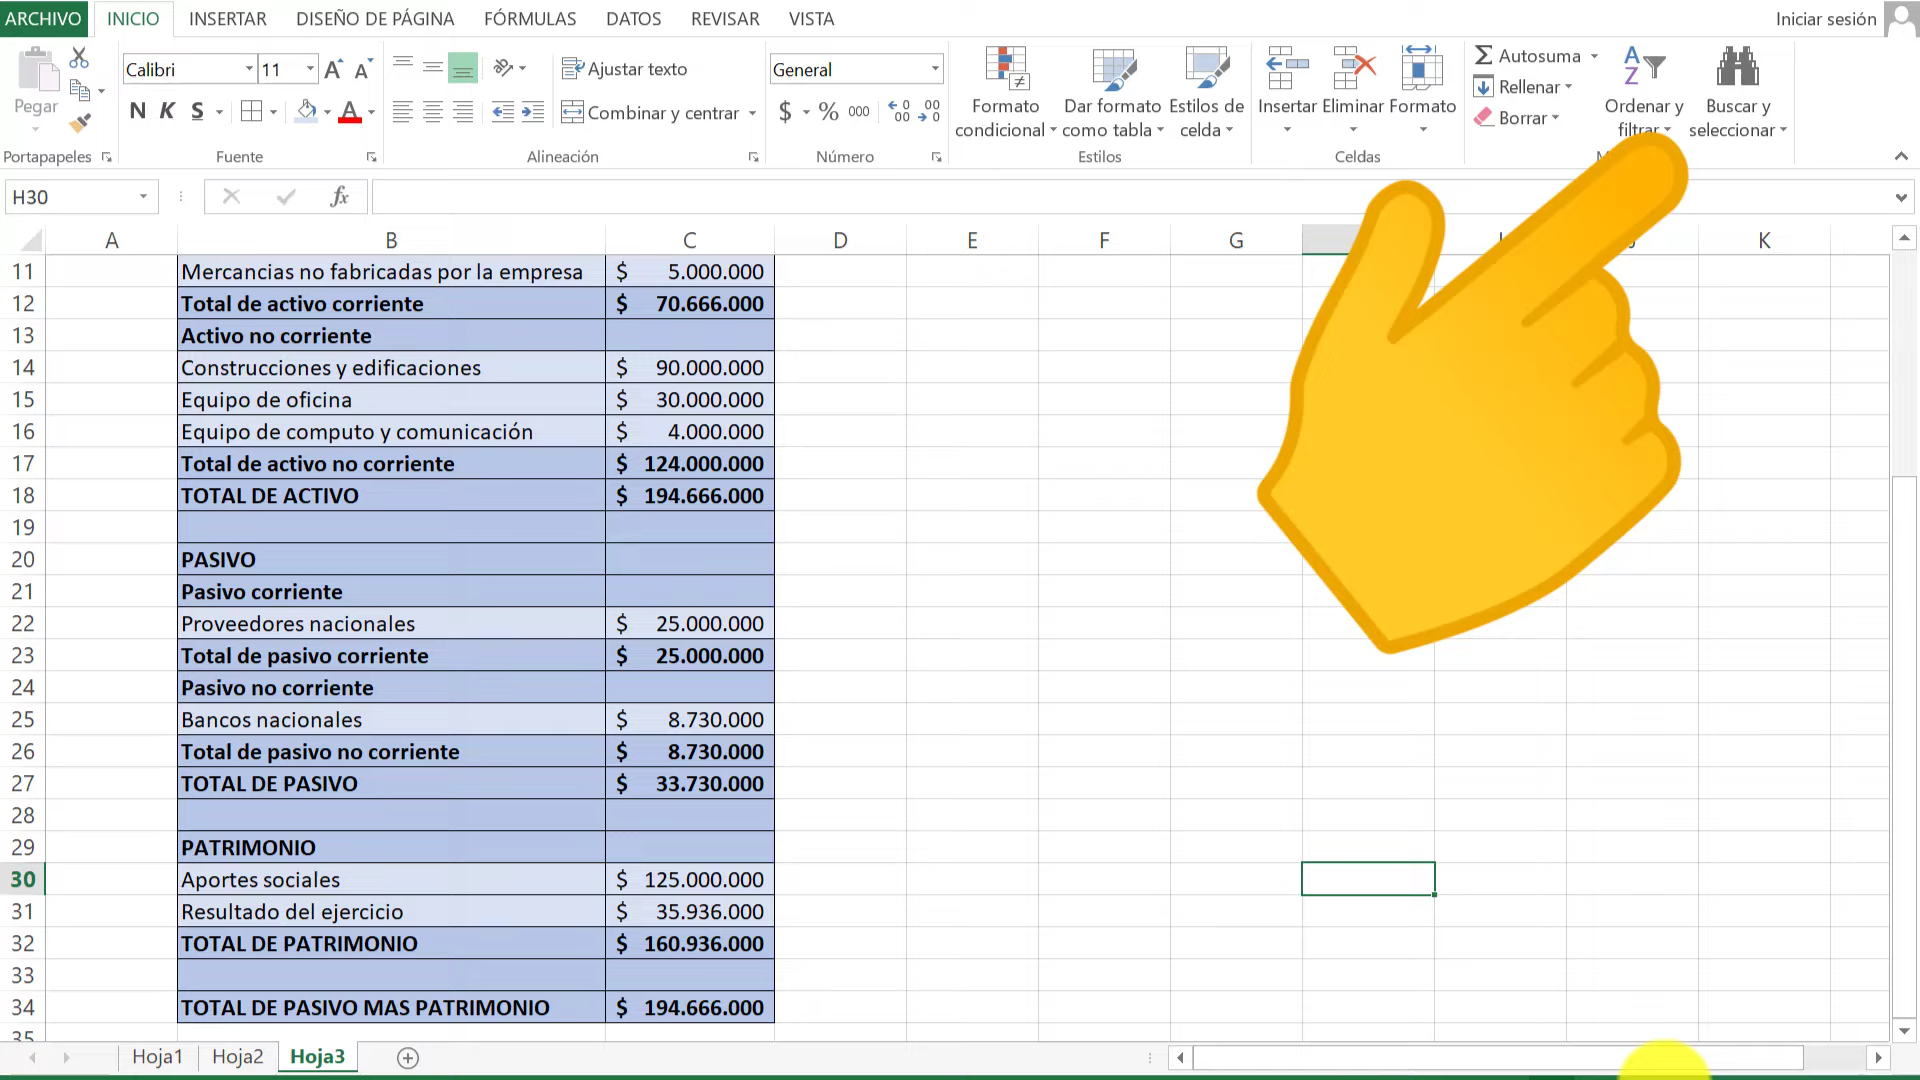 ARCHIVO INICIO INSERTAR DISEÑO DE PÁGINA FÓRMULAS DATOS REVISAR VISTA Iniciar sesión
Pegar
Portapapeles
Calibri 11
N K S
Fuente
Ajustar texto
Combinar y centrar
Alineación
General
$ % 000
Número
Formato condicional
Dar formato como tabla
Estilos de celda
Estilos
Insertar Eliminar Formato
Celdas
Autosuma
Rellenar
Borrar
Ordenar y filtrar
Buscar y seleccionar
H30 fx
A B C D E F G K
11 Mercancias no fabricadas por la empresa $ 5.000.000
12 Total de activo corriente $ 70.666.000
13 Activo no corriente
14 Construcciones y edificaciones $ 90.000.000
15 Equipo de oficina $ 30.000.000
16 Equipo de computo y comunicación $ 4.000.000
17 Total de activo no corriente $ 124.000.000
18 TOTAL DE ACTIVO $ 194.666.000
19
20 PASIVO
21 Pasivo corriente
22 Proveedores nacionales $ 25.000.000
23 Total de pasivo corriente $ 25.000.000
24 Pasivo no corriente
25 Bancos nacionales $ 8.730.000
26 Total de pasivo no corriente $ 8.730.000
27 TOTAL DE PASIVO $ 33.730.000
28
29 PATRIMONIO
30 Aportes sociales $ 125.000.000
31 Resultado del ejercicio $ 35.936.000
32 TOTAL DE PATRIMONIO $ 160.936.000
33
34 TOTAL DE PASIVO MAS PATRIMONIO $ 194.666.000
35
Hoja1 Hoja2 Hoja3